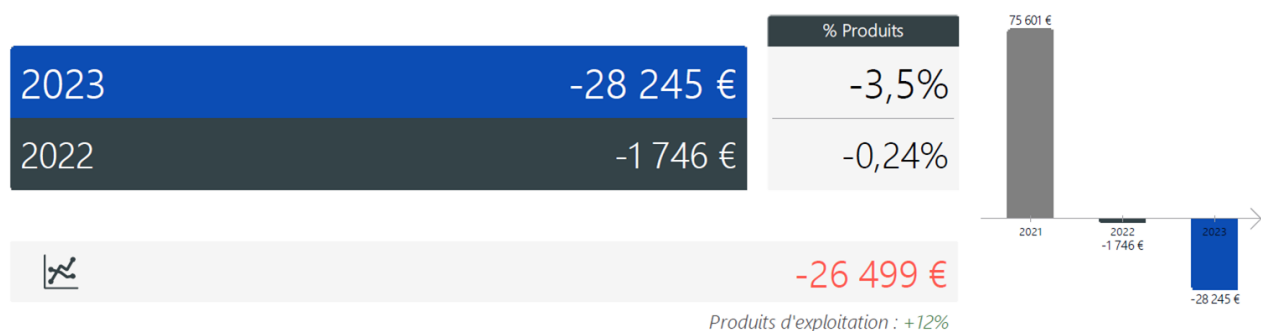 % Produits
2023 -28 245 € -3,5%
2022 -1 746 € -0,24%
-26 499 €
Produits d'exploitation : +12%
75 601 €
2021 2022 2023
-1 746 €
-28 245 €